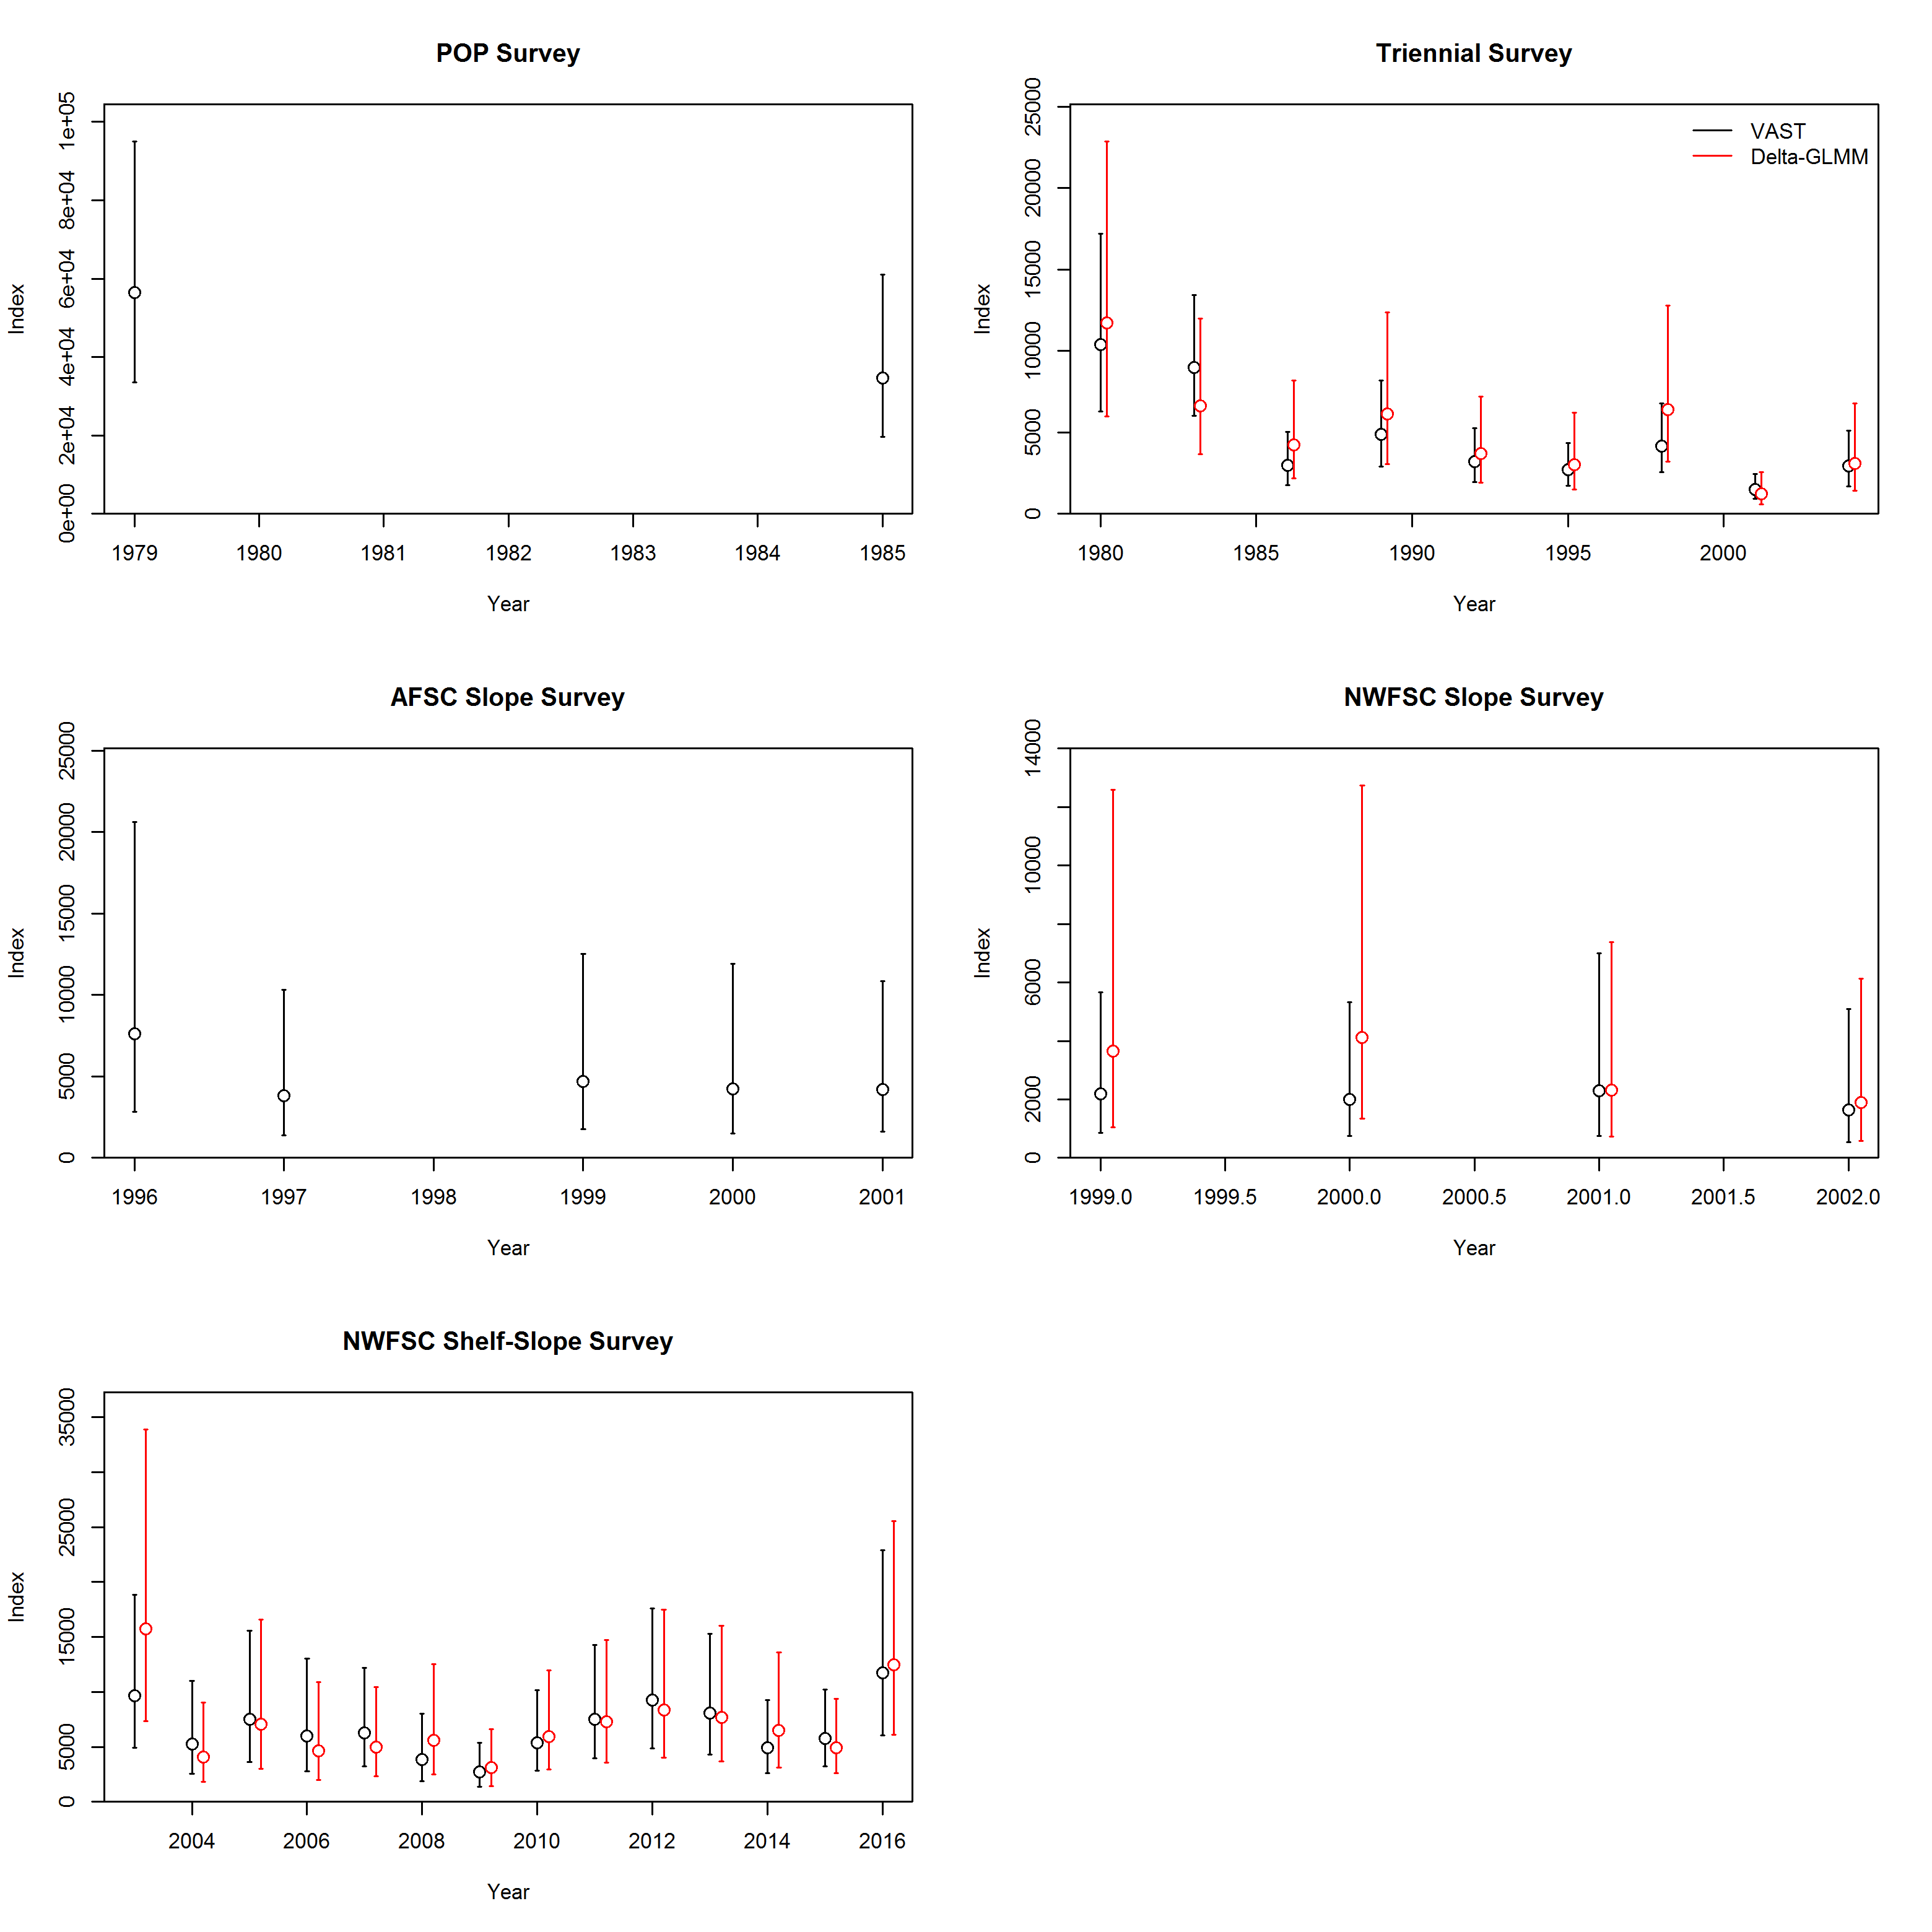 POP Survey
Index
0e+00 2e+04 4e+04 6e+04 8e+04 1e+05
1979 1980 1981 1982 1983 1984 1985
Year
Triennial Survey
Index
0 5000 10000 15000 20000 25000
VAST
Delta-GLMM
1980 1985 1990 1995 2000
Year
AFSC Slope Survey
Index
0 5000 10000 15000 20000 25000
1996 1997 1998 1999 2000 2001
Year
NWFSC Slope Survey
Index
0 2000 6000 10000 14000
1999.0 1999.5 2000.0 2000.5 2001.0 2001.5 2002.0
Year
NWFSC Shelf-Slope Survey
Index
0 5000 15000 25000 35000
2004 2006 2008 2010 2012 2014 2016
Year